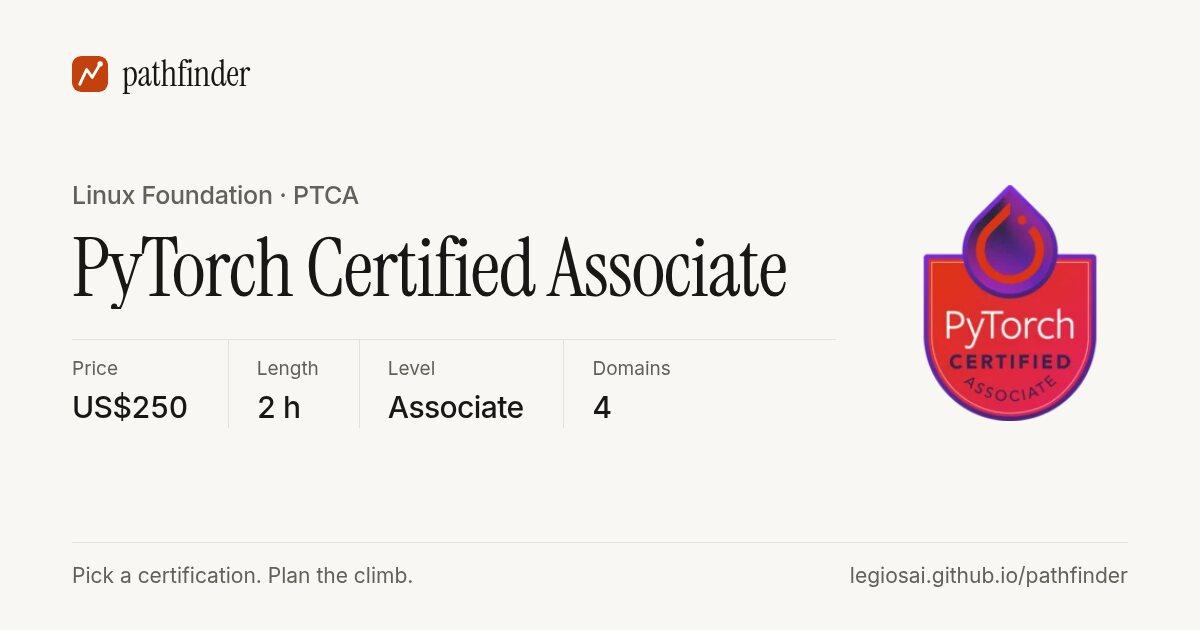 pathfinder
Linux Foundation · PTCA
PyTorch Certified Associate
Price
US$250
Length
2 h
Level
Associate
Domains
4
PyTorch
CERTIFIED
ASSOCIATE
Pick a certification. Plan the climb.
legiosai.github.io/pathfinder